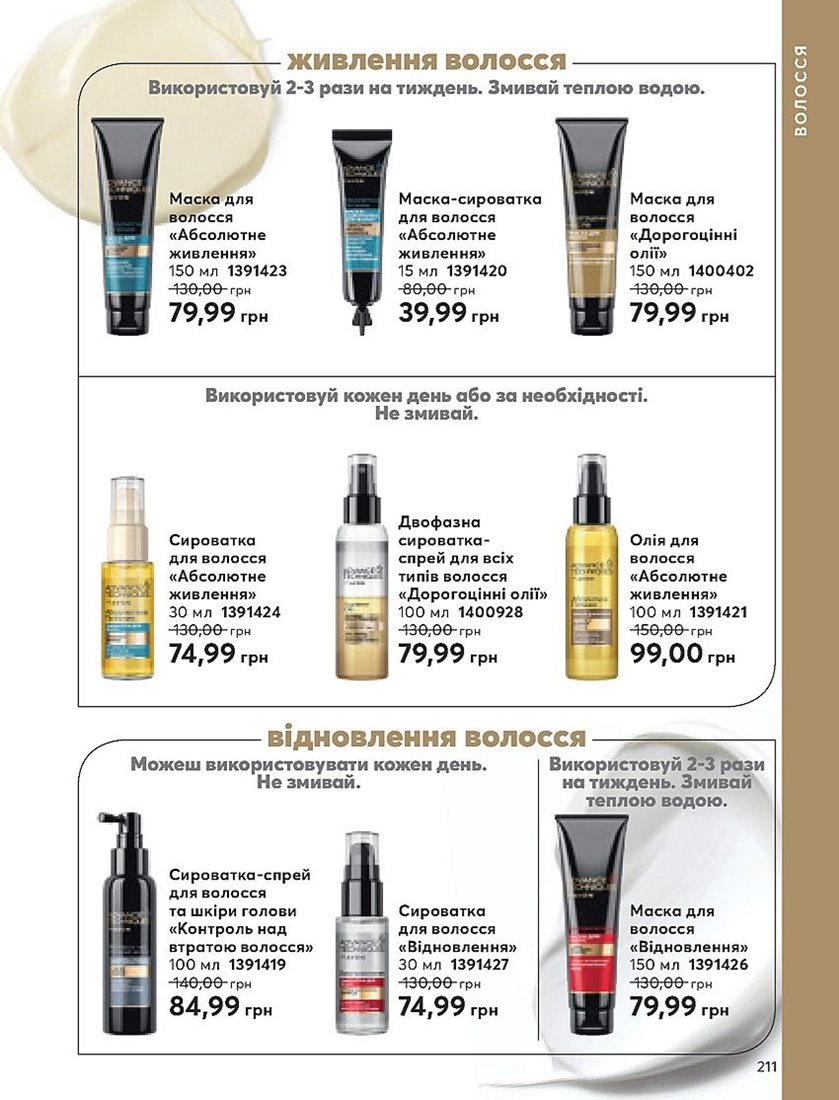 ВОЛОССЯ
живлення волосся
Використовуй 2-3 рази на тиждень. Змивай теплою водою.
Маска для
волосся
«Абсолютне
живлення»
150 мл 1391423
130,00 грн
79,99 грн
Маска-сироватка
для волосся
«Абсолютне
живлення»
15 мл 1391420
80,00 грн
39,99 грн
Маска для
волосся
«Дорогоцінні
олії»
150 мл 1400402
130,00 грн
79,99 грн
Використовуй кожен день або за необхідності.
Не змивай.
Сироватка
для волосся
«Абсолютне
живлення»
30 мл 1391424
130,00 грн
74,99 грн
Двофазна
сироватка-
спрей для всіх
типів волосся
«Дорогоцінні олії»
100 мл 1400928
130,00 грн
79,99 грн
Олія для
волосся
«Абсолютне
живлення»
100 мл 1391421
150,00 грн
99,00 грн
відновлення волосся
Можеш використовувати кожен день.
Не змивай.
Використовуй 2-3 рази
на тиждень. Змивай
теплою водою.
Сироватка-спрей
для волосся
та шкіри голови
«Контроль над
втратою волосся»
100 мл 1391419
140,00 грн
84,99 грн
Сироватка
для волосся
«Відновлення»
30 мл 1391427
130,00 грн
74,99 грн
Маска для
волосся
«Відновлення»
150 мл 1391426
130,00 грн
79,99 грн
211